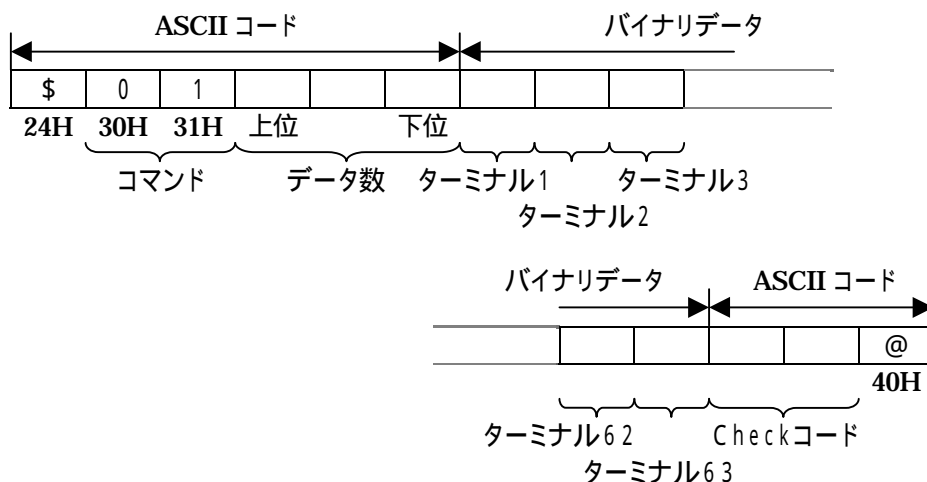 ASCII コード バイナリデータ
$ 0 1
24H 30H 31H 上位 下位
コマンド データ数 ターミナル1 ターミナル3
ターミナル2
バイナリデータ ASCII コード
@
40H
ターミナル62 Checkコード
ターミナル63